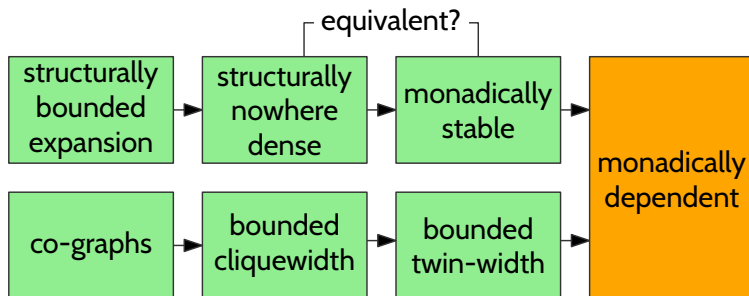 equivalent?
structurally
bounded
expansion
structurally
nowhere
dense
monadically
stable
monadically
dependent
co-graphs
bounded
cliquewidth
bounded
twin-width